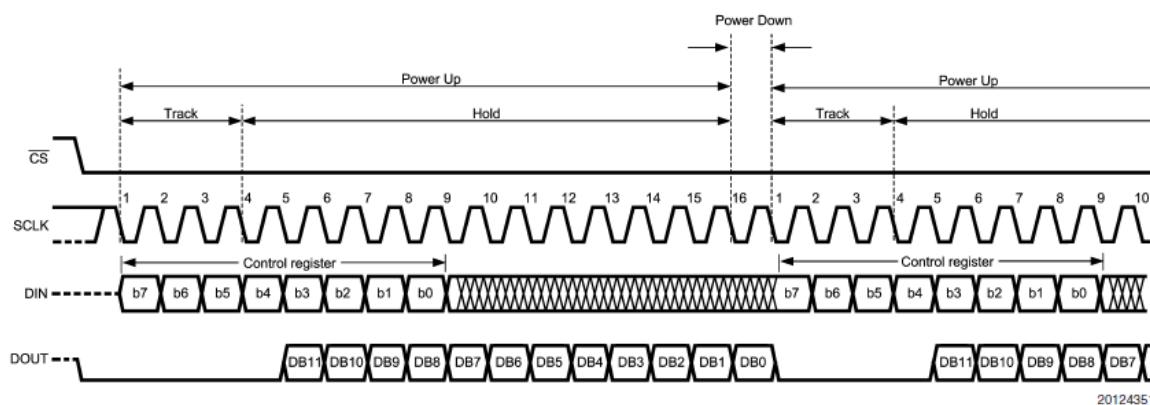 Power Down
Power Up
Power Up
Track Hold Track Hold
CS
1 2 3 4 5 6 7 8 9 10 11 12 13 14 15 16 1 2 3 4 5 6 7 8 9 10
SCLK
Control register Control register
DIN b7 b6 b5 b4 b3 b2 b1 b0 b7 b6 b5 b4 b3 b2 b1 b0
DOUT DB11 DB10 DB9 DB8 DB7 DB6 DB5 DB4 DB3 DB2 DB1 DB0 DB11 DB10 DB9 DB8 DB7
20124351